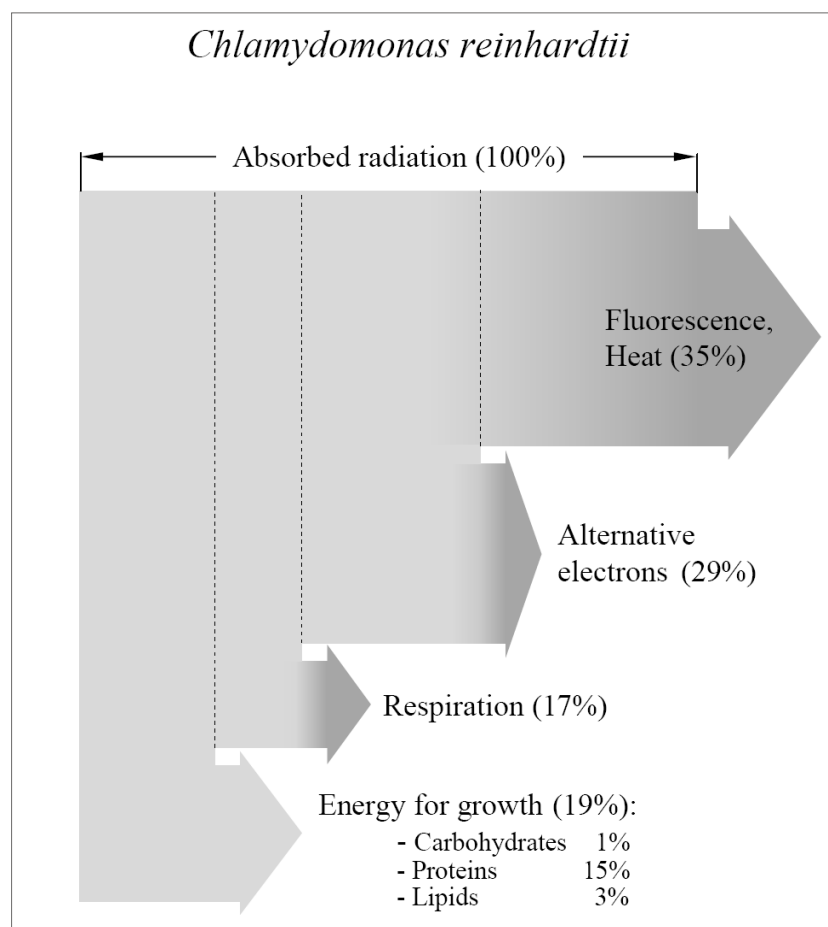 Chlamydomonas reinhardtii
Absorbed radiation (100%)
Fluorescence,
Heat (35%)
Alternative
electrons (29%)
Respiration (17%)
Energy for growth (19%):
- Carbohydrates 1%
- Proteins 15%
- Lipids 3%